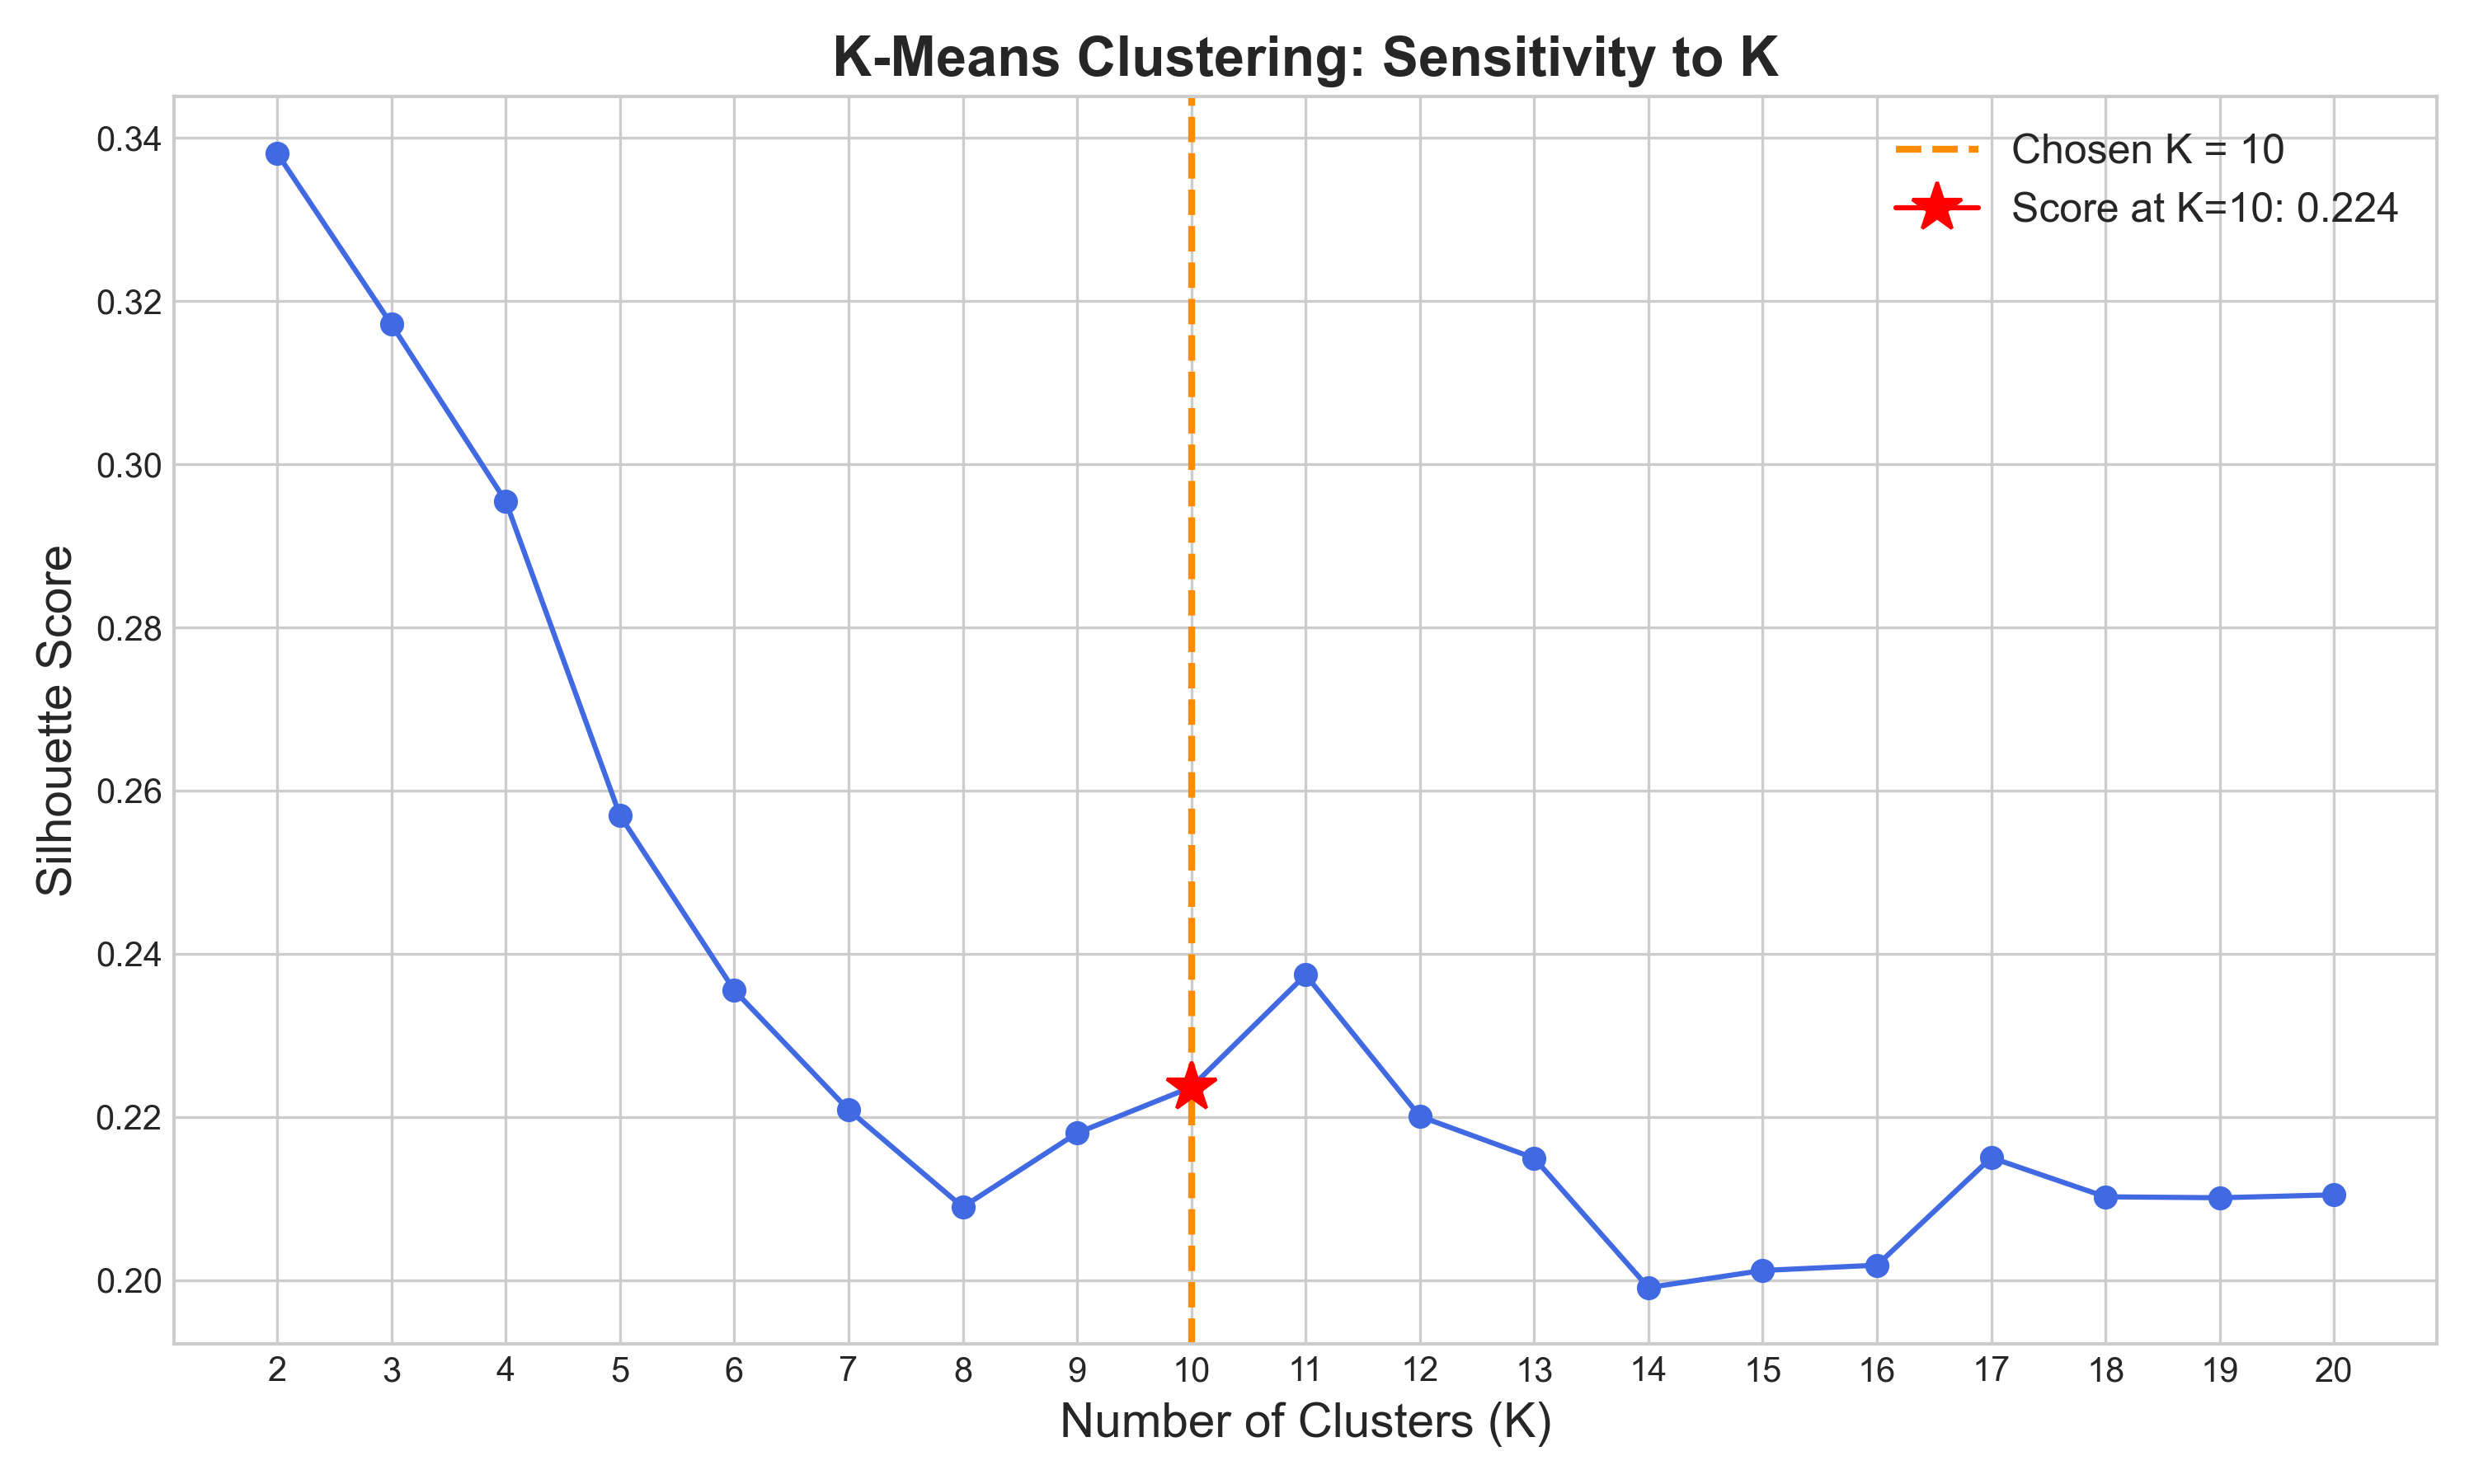 K-Means Clustering: Sensitivity to K
Chosen K = 10
Score at K=10: 0.224
Silhouette Score
0.34
0.32
0.30
0.28
0.26
0.24
0.22
0.20
2 3 4 5 6 7 8 9 10 11 12 13 14 15 16 17 18 19 20
Number of Clusters (K)